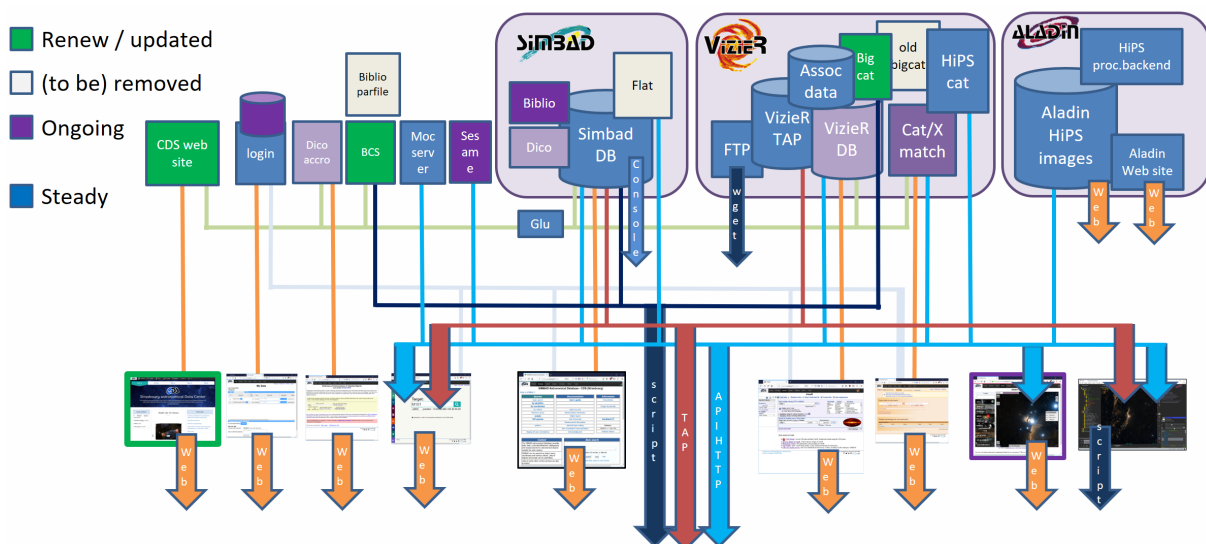 Renew / updated
(to be) removed
Ongoing
Steady
SiMBAD
VizieR
ALADiN
CDS web
site
login
Dico
accro
Biblio
parfile
BCS
Moc
server
Ses
ame
Biblio
Dico
Simbad
DB
Flat
Console
Glu
FTP
wget
VizieR
TAP
Assoc
data
VizieR
DB
Big
cat
old
bigcat
Cat/X
match
HiPS
cat
HiPS
proc.backend
Aladin
HiPS
images
Aladin
Web site
Web
Web
Target
script
TAP
API HTTP
script
Web
Web
Web
Web
Web
Web
Web
Web